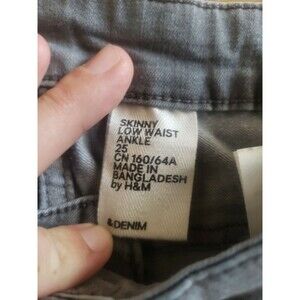 SKINNY
LOW WAIST
ANKLE
25
CN 160/64A
MADE IN
BANGLADESH
by H&M
&DENIM